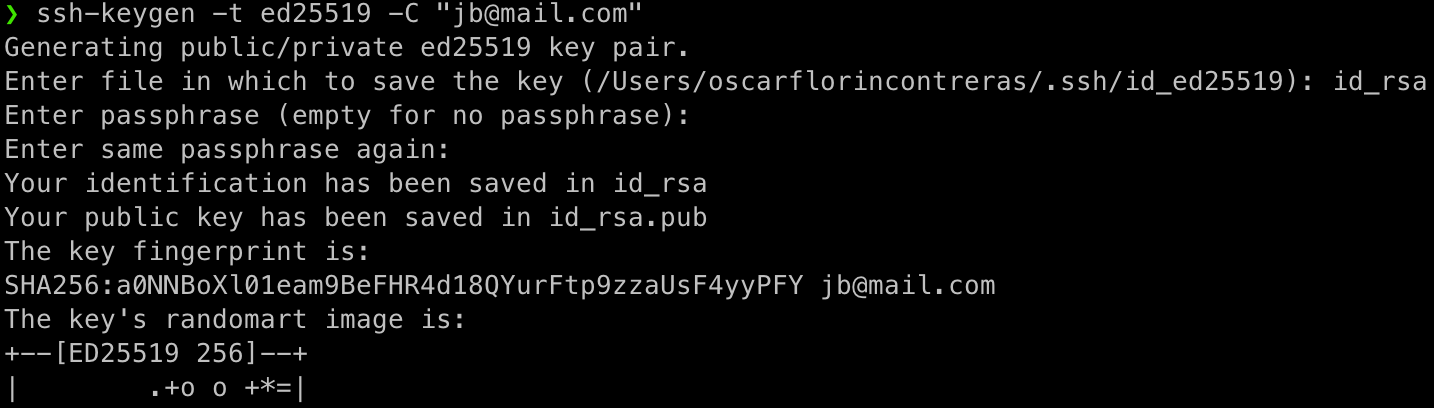 ❯ ssh-keygen -t ed25519 -C "jb@mail.com"
Generating public/private ed25519 key pair.
Enter file in which to save the key (/Users/oscarflorincontreras/.ssh/id_ed25519): id_rsa
Enter passphrase (empty for no passphrase):
Enter same passphrase again:
Your identification has been saved in id_rsa
Your public key has been saved in id_rsa.pub
The key fingerprint is:
SHA256:a0NNBoXl01eam9BeFHR4d18QYurFtp9zzaUsF4yyPFY jb@mail.com
The key's randomart image is:
+--[ED25519 256]--+
|        .+o o +*=|